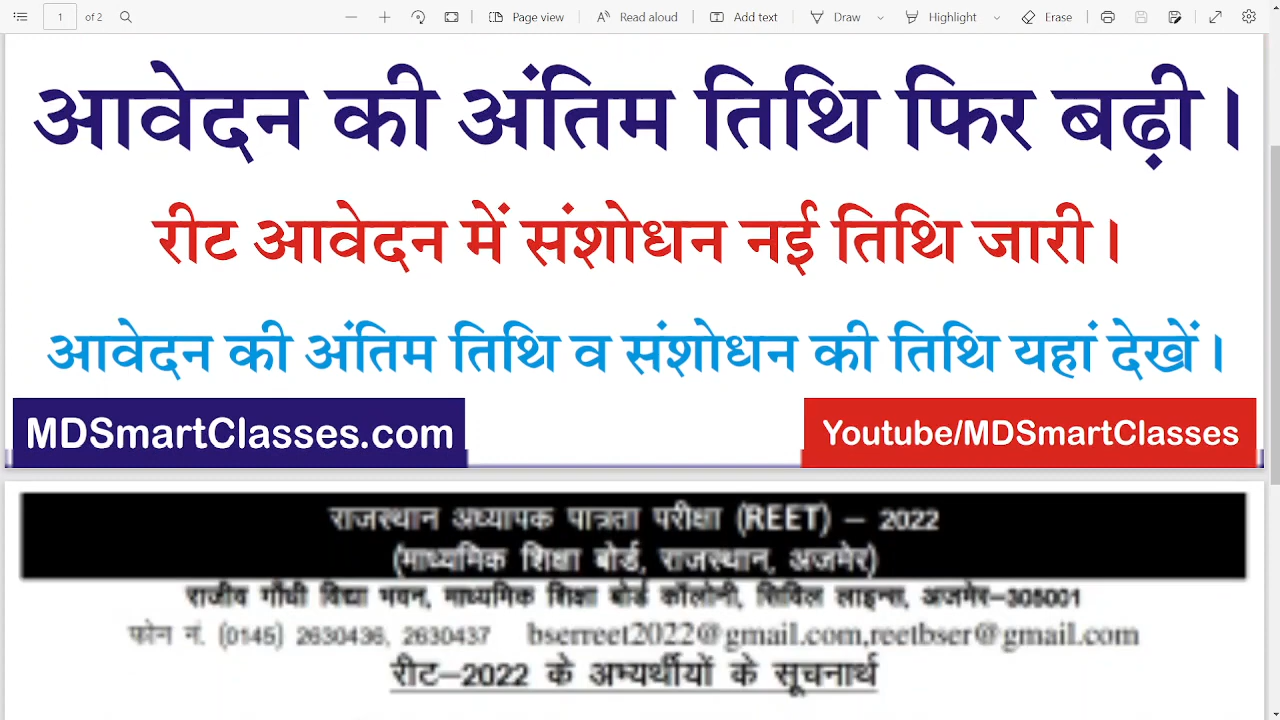 1 of 2 Page view Read aloud Add text Draw Highlight Erase
आवेदन की अंतिम तिथि फिर बढ़ी।
रीट आवेदन में संशोधन नई तिथि जारी।
आवेदन की अंतिम तिथि व संशोधन की तिथि यहां देखें।
MDSmartClasses.com
Youtube/MDSmartClasses
राजस्थान अध्यापक पात्रता परीक्षा (REET) – 2022
(माध्यमिक शिक्षा बोर्ड, राजस्थान, अजमेर)
राजीव गाँधी विद्या भवन, माध्यमिक शिक्षा बोर्ड कॉलोनी, सिविल लाइन्स, अजमेर–305001
फोन नं. (0145) 2630436, 2630437 bserreet2022@gmail.com,reetbser@gmail.com
रीट–2022 के अभ्यर्थीयों के सूचनार्थ